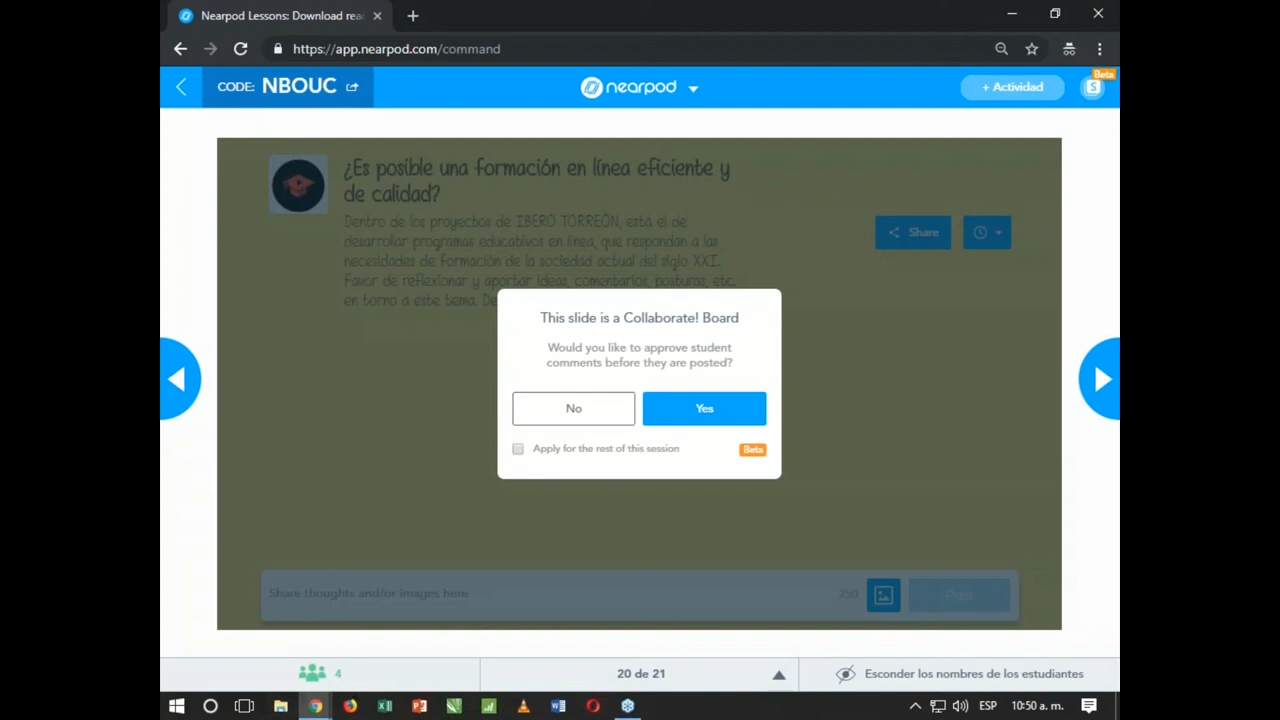 Nearpod Lessons: Download rea
https://app.nearpod.com/command
CODE: NBOUC
nearpod
+ Actividad
Beta
S
¿Es posible una formación en línea eficiente y
de calidad?
Dentro de los proyectos de IBERO TORREÓN, está el de
desarrollar programas educativos en línea, que respondan a las
necesidades de formación de la sociedad actual del siglo XXI.
Favor de reflexionar y aportar ideas, comentarios, posturas, etc.
en torno a este tema. De
Share
This slide is a Collaborate! Board
Would you like to approve student
comments before they are posted?
No
Yes
Apply for the rest of this session
Beta
Share thoughts and/or images here
250
Post
4
20 de 21
Esconder los nombres de los estudiantes
ESP
10:50 a. m.